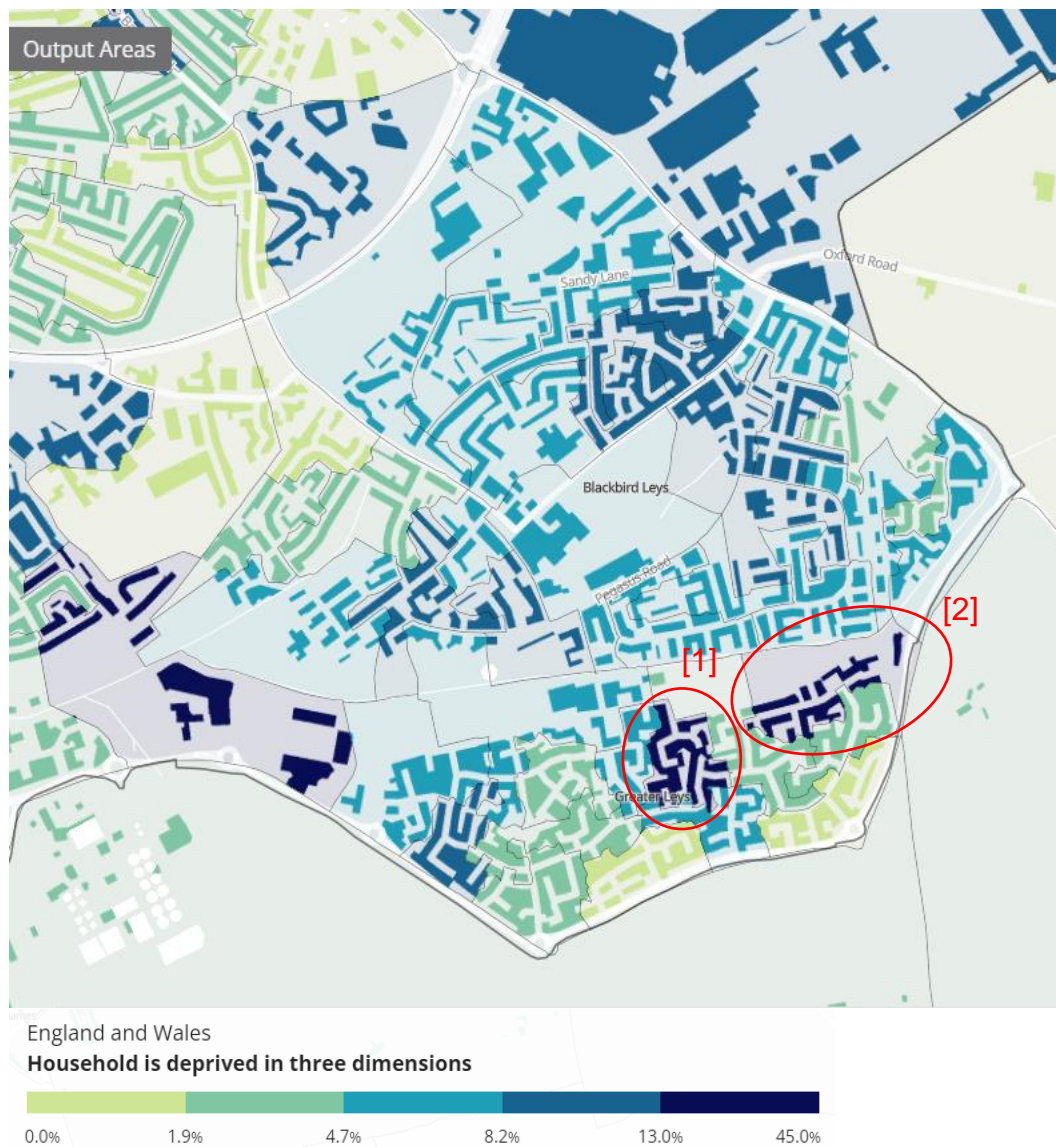 Output Areas
Sandy Lane
Oxford Road
Blackbird Leys
Pegasus Road
[2]
[1]
Greater Leys
England and Wales
Household is deprived in three dimensions
0.0% 1.9% 4.7% 8.2% 13.0% 45.0%